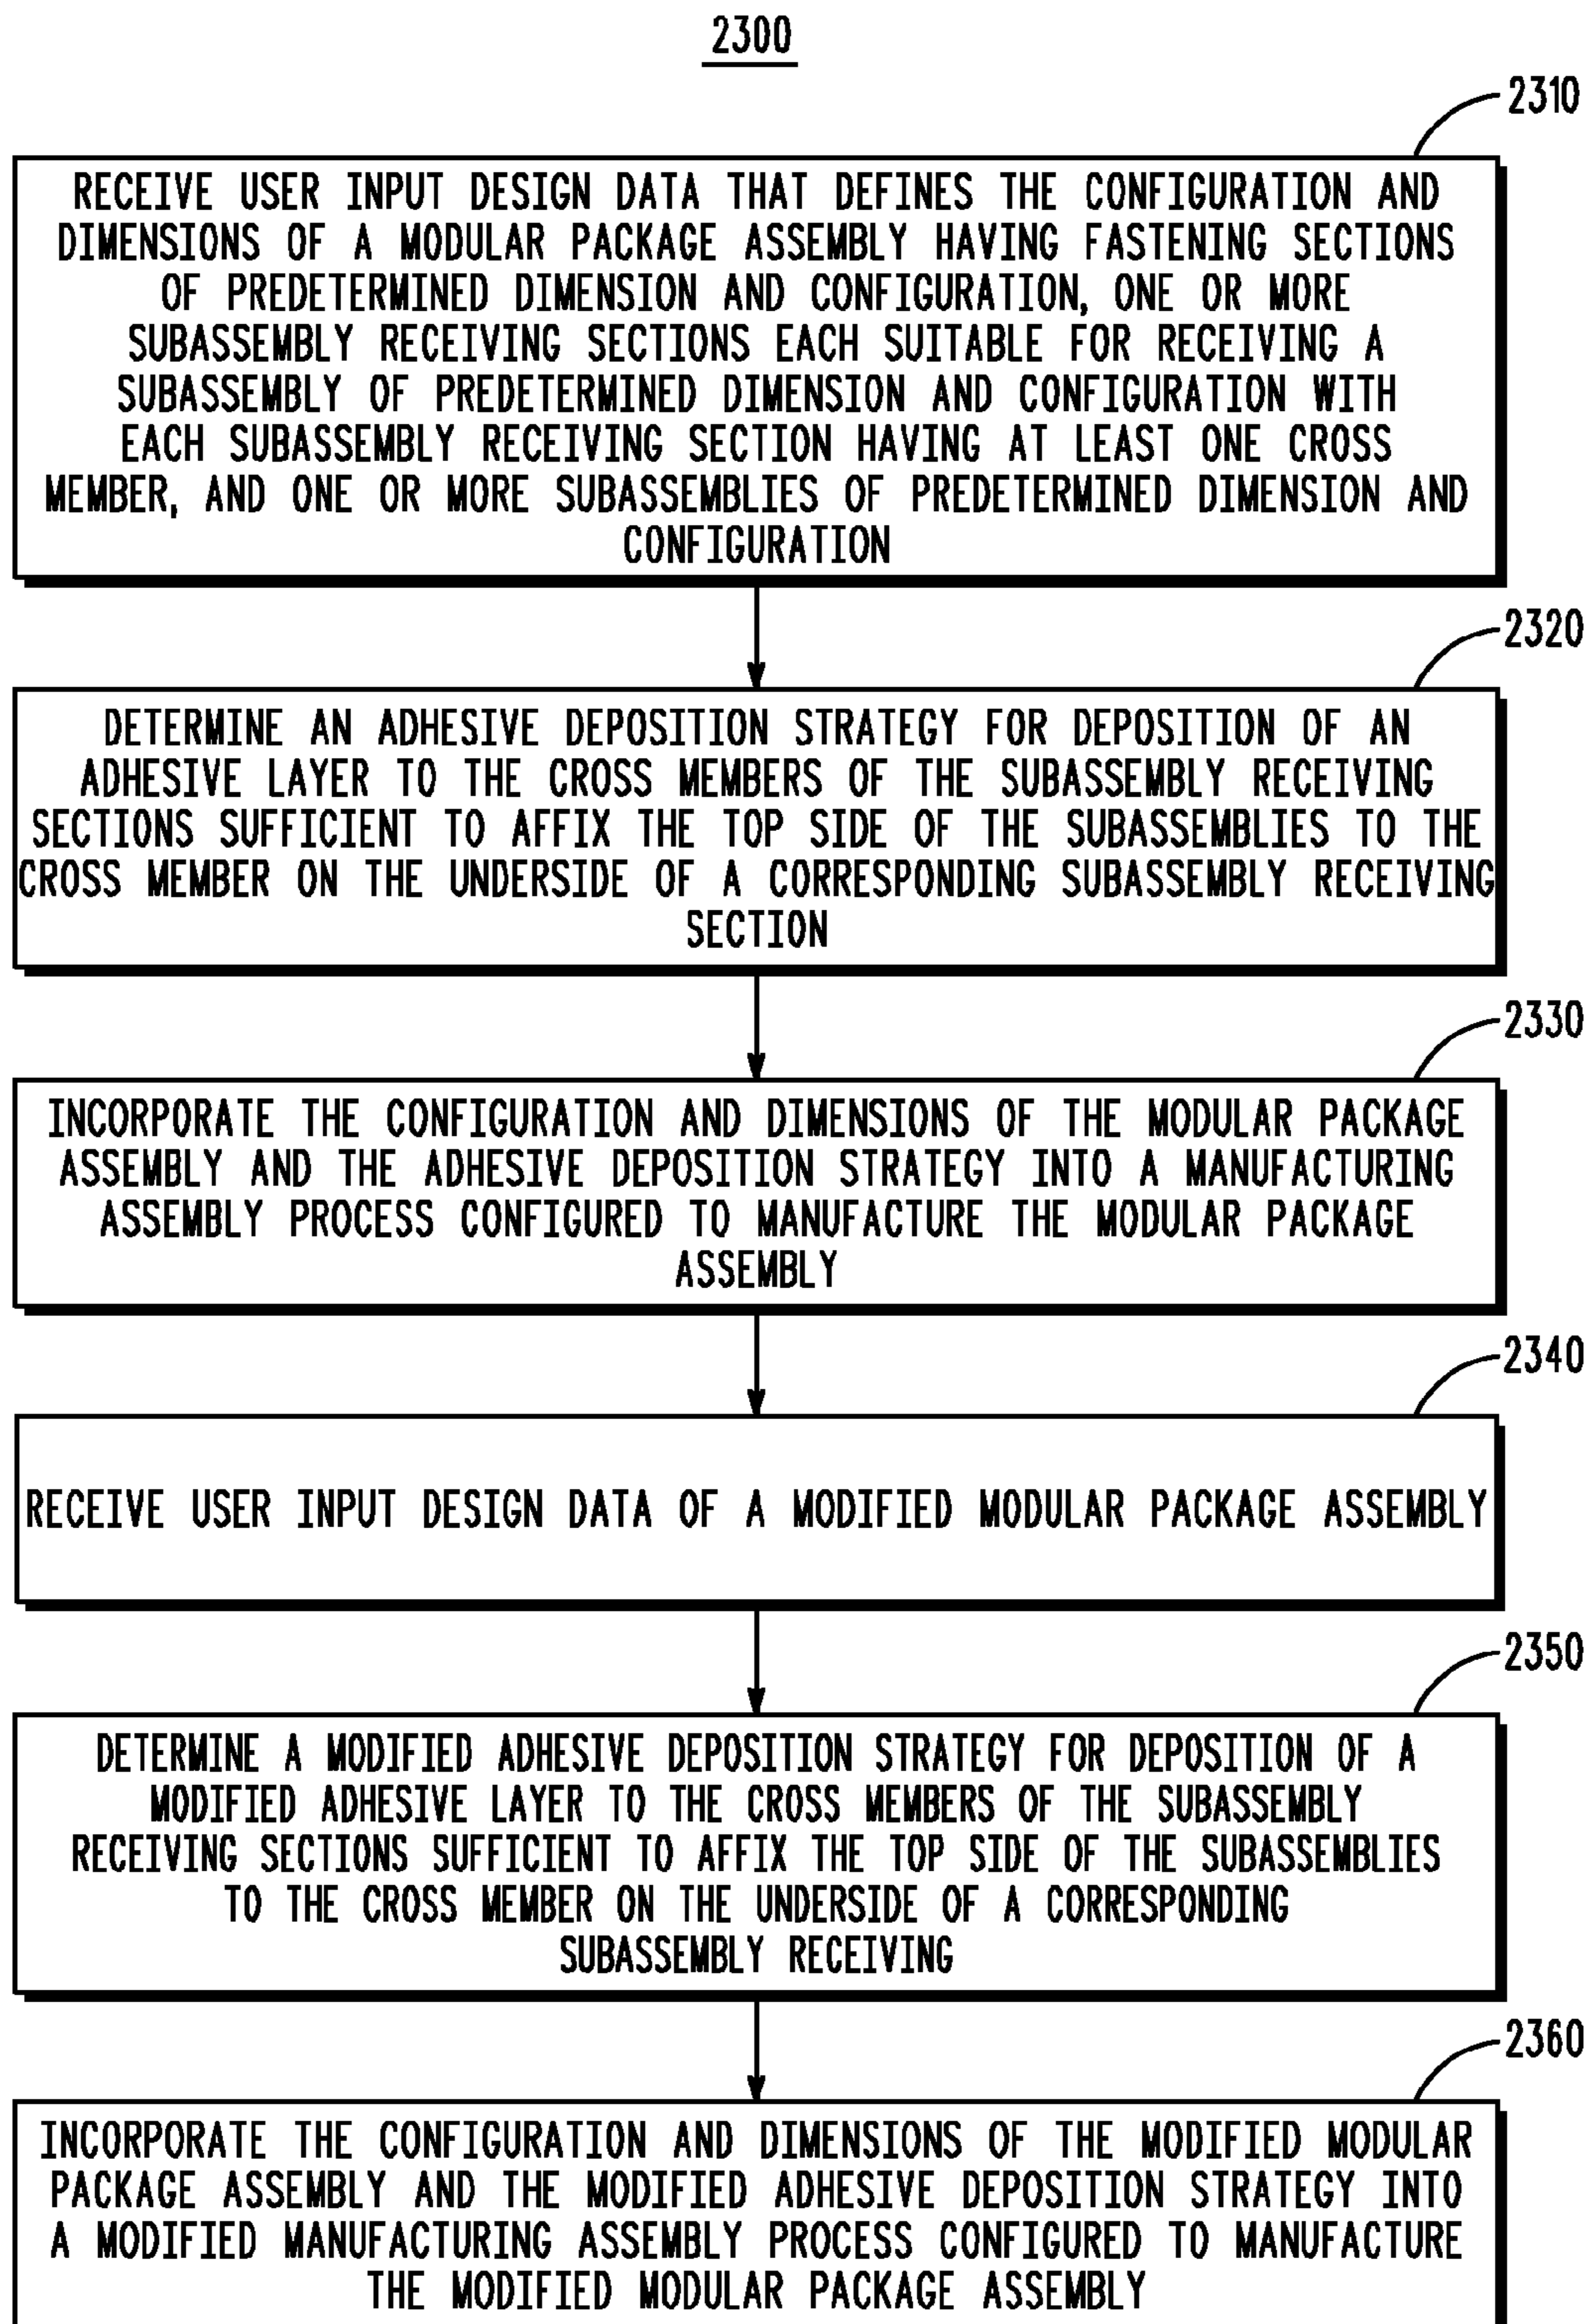 2300
2310
RECEIVE USER INPUT DESIGN DATA THAT DEFINES THE CONFIGURATION AND
DIMENSIONS OF A MODULAR PACKAGE ASSEMBLY HAVING FASTENING SECTIONS
OF PREDETERMINED DIMENSION AND CONFIGURATION, ONE OR MORE
SUBASSEMBLY RECEIVING SECTIONS EACH SUITABLE FOR RECEIVING A
SUBASSEMBLY OF PREDETERMINED DIMENSION AND CONFIGURATION WITH
EACH SUBASSEMBLY RECEIVING SECTION HAVING AT LEAST ONE CROSS
MEMBER, AND ONE OR MORE SUBASSEMBLIES OF PREDETERMINED DIMENSION AND
CONFIGURATION
2320
DETERMINE AN ADHESIVE DEPOSITION STRATEGY FOR DEPOSITION OF AN
ADHESIVE LAYER TO THE CROSS MEMBERS OF THE SUBASSEMBLY RECEIVING
SECTIONS SUFFICIENT TO AFFIX THE TOP SIDE OF THE SUBASSEMBLIES TO THE
CROSS MEMBER ON THE UNDERSIDE OF A CORRESPONDING SUBASSEMBLY RECEIVING
SECTION
2330
INCORPORATE THE CONFIGURATION AND DIMENSIONS OF THE MODULAR PACKAGE
ASSEMBLY AND THE ADHESIVE DEPOSITION STRATEGY INTO A MANUFACTURING
ASSEMBLY PROCESS CONFIGURED TO MANUFACTURE THE MODULAR PACKAGE
ASSEMBLY
2340
RECEIVE USER INPUT DESIGN DATA OF A MODIFIED MODULAR PACKAGE ASSEMBLY
2350
DETERMINE A MODIFIED ADHESIVE DEPOSITION STRATEGY FOR DEPOSITION OF A
MODIFIED ADHESIVE LAYER TO THE CROSS MEMBERS OF THE SUBASSEMBLY
RECEIVING SECTIONS SUFFICIENT TO AFFIX THE TOP SIDE OF THE SUBASSEMBLIES
TO THE CROSS MEMBER ON THE UNDERSIDE OF A CORRESPONDING
SUBASSEMBLY RECEIVING
2360
INCORPORATE THE CONFIGURATION AND DIMENSIONS OF THE MODIFIED MODULAR
PACKAGE ASSEMBLY AND THE MODIFIED ADHESIVE DEPOSITION STRATEGY INTO
A MODIFIED MANUFACTURING ASSEMBLY PROCESS CONFIGURED TO MANUFACTURE
THE MODIFIED MODULAR PACKAGE ASSEMBLY